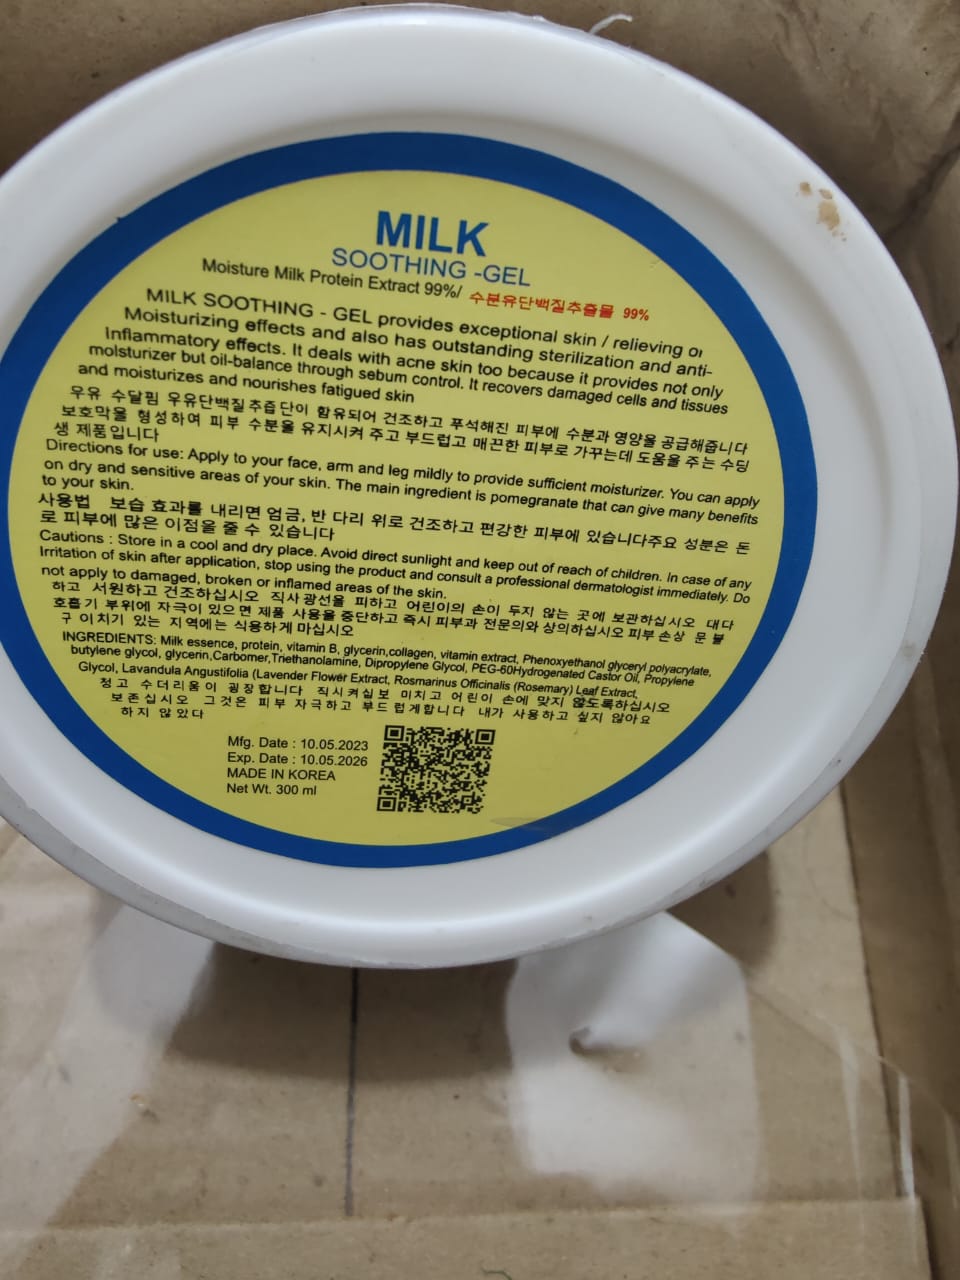 MILK
SOOTHING -GEL
Moisture Milk Protein Extract 99%/ 수분유단백질추출물 99%
MILK SOOTHING - GEL provides exceptional skin / relieving or
Moisturizing effects and also has outstanding sterilization and anti-
Inflammatory effects. It deals with acne skin too because it provides not only
molsturizer but oil-balance through sebum control. It recovers damaged cells and tissues
and moisturizes and nourishes fatigued skin
우유 수달핌 우유단백질추즙단이 함유되어 건조하고 푸석해진 피부에 수분과 영양을 공급해줍니다
보호막을 형성하여 피부 수분을 유지시켜 주고 부드럽고 매끈한 피부로 가꾸는데 도움을 주는 수딩
생 제품입니다
Directions for use: Apply to your face, arm and leg mildly to provide sufficient moisturizer. You can apply
on dry and sensitive areas of your skin. The main ingredient is pomegranate that can give many benefits
to your skin.
사용법 보습 효과를 내리면 얼금, 반 다리 위로 건조하고 편강한 피부에 있습니다주요 성분은 돈
로 피부에 많은 이점을 줄 수 있습니다
Cautions : Store in a cool and dry place. Avoid direct sunlight and keep out of reach of children. In case of any
Irritation of skin after application, stop using the product and consult a professional dermatologist immediately. Do
not apply to damaged, broken or inflamed areas of the skin.
하고 서원하고 건조하십시오 직사광선을 피하고 어린이의 손이 두지 않는 곳에 보관하십시오 대다
호흡기 부위에 자극이 있으면 제품 사용을 중단하고 즉시 피부과 전문의와 상의하십시오 피부 손상 문 불
구 이치기 있는 지역에는 식용하게 마십시오
INGREDIENTS: Milk essence, protein, vitamin B, glycerin,collagen, vitamin extract, Phenoxyethanol glyceryl polyacrylate,
butylene glycol, glycerin,Carbomer,Triethanolamine, Dipropylene Glycol, PEG-60Hydrogenated Castor Oil, Propylene
Glycol, Lavandula Angustifolia (Lavender Flower Extract, Rosmarinus Officinalis (Rosemary) Leaf Extract,
청고 수더리움이 굉장합니다 직시켜실보 미치고 어린이 손에 맞지 않도록하십시오
보존십시오 그것은 피부 자극하고 부드럽게합니다 내가 사용하고 싶지 않아요
하지 않았다
Mfg. Date : 10.05.2023
Exp. Date : 10.05.2026
MADE IN KOREA
Net Wt. 300 ml